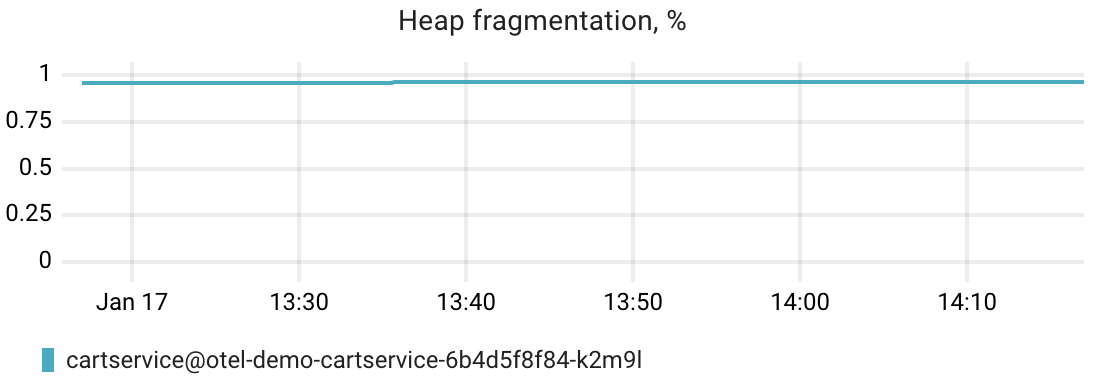 Heap fragmentation, %
1
0.75
0.5
0.25
0
Jan 17 13:30 13:40 13:50 14:00 14:10
cartservice@otel-demo-cartservice-6b4d5f8f84-k2m9l